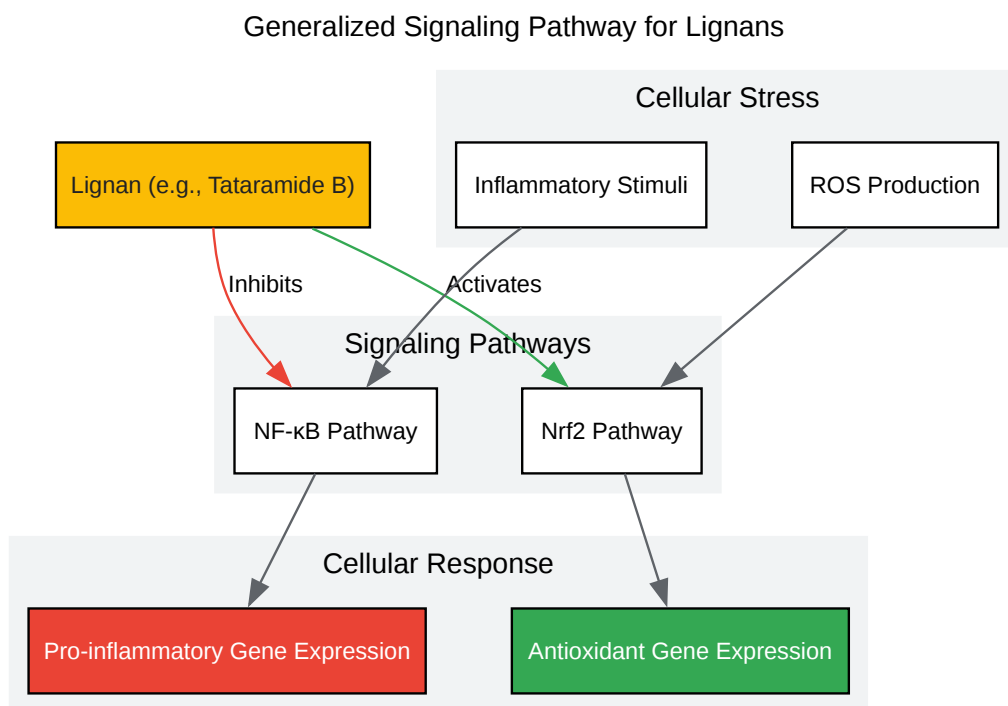 Generalized Signaling Pathway for Lignans
Cellular Stress
Lignan (e.g., Tataramide B)
Inflammatory Stimuli
ROS Production
Inhibits
Activates
Signaling Pathways
NF-κB Pathway
Nrf2 Pathway
Cellular Response
Pro-inflammatory Gene Expression
Antioxidant Gene Expression